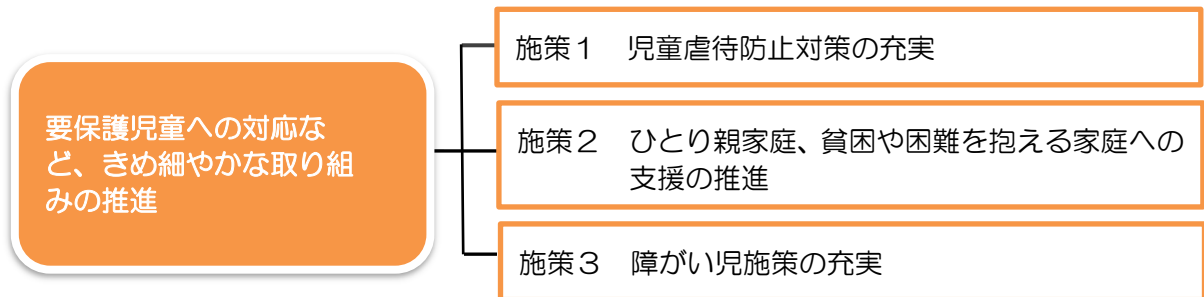 要保護児童への対応な
ど、きめ細やかな取り組
みの推進
施策1　児童虐待防止対策の充実
施策2　ひとり親家庭、貧困や困難を抱える家庭への
支援の推進
施策3　障がい児施策の充実